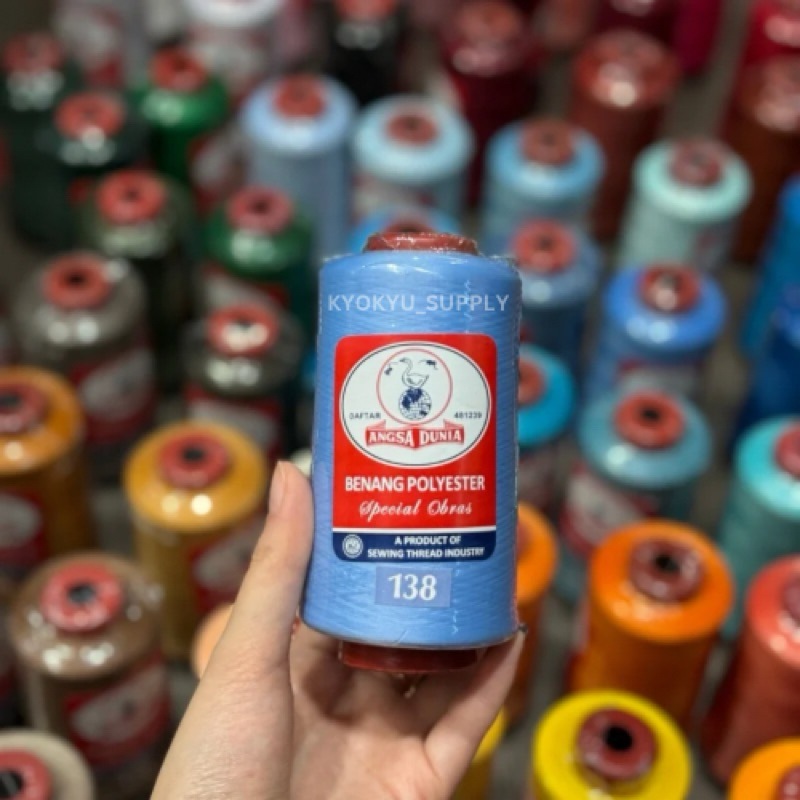 KYOKYU_SUPPLY
DAFTAR 481239
ANGSA DUNIA
BENANG POLYESTER
Special Obras
A PRODUCT OF
SEWING THREAD INDUSTRY
138